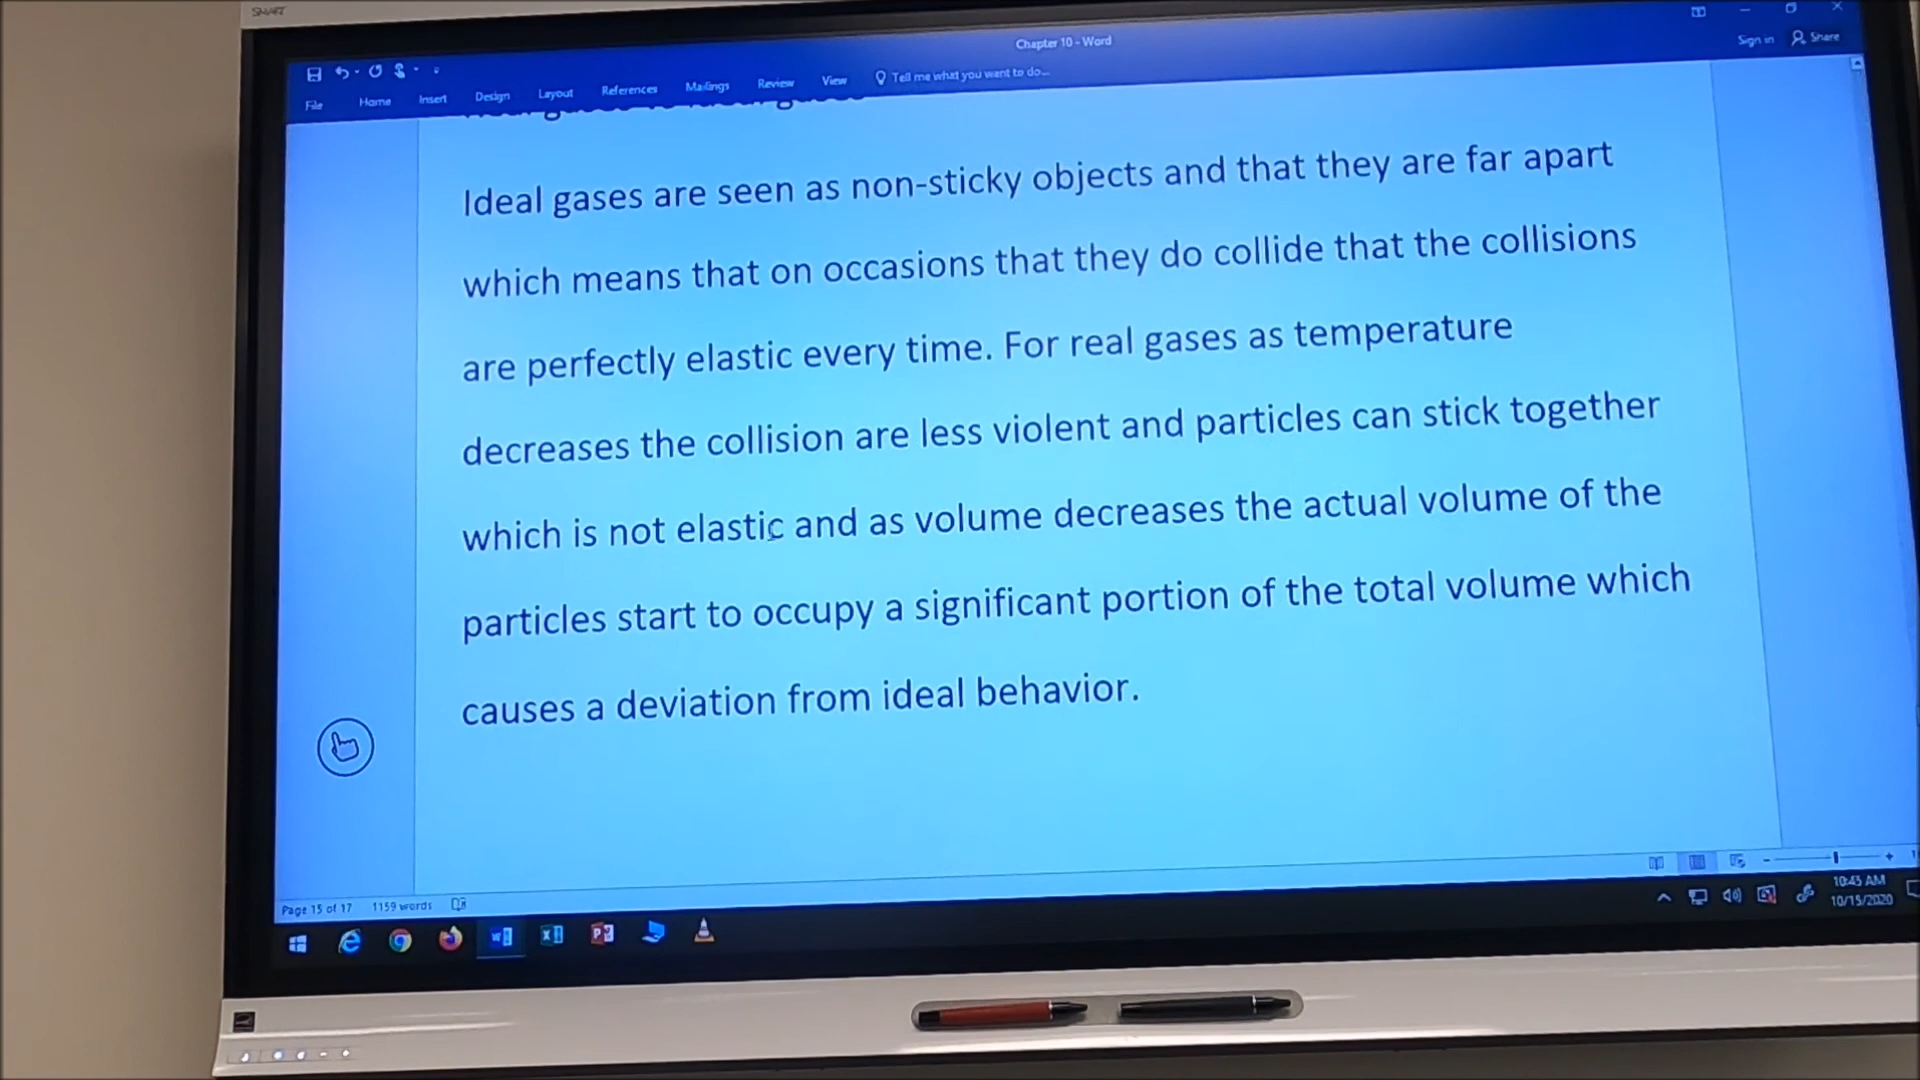 SMART
Chapter 10 - Word
Sign in Share
File Home Insert Design Layout References Mailings Review View Tell me what you want to do...
Ideal gases are seen as non-sticky objects and that they are far apart
which means that on occasions that they do collide that the collisions
are perfectly elastic every time. For real gases as temperature
decreases the collision are less violent and particles can stick together
which is not elastic and as volume decreases the actual volume of the
particles start to occupy a significant portion of the total volume which
causes a deviation from ideal behavior.
Page 15 of 17 1159 words
10:45 AM
10/15/2020